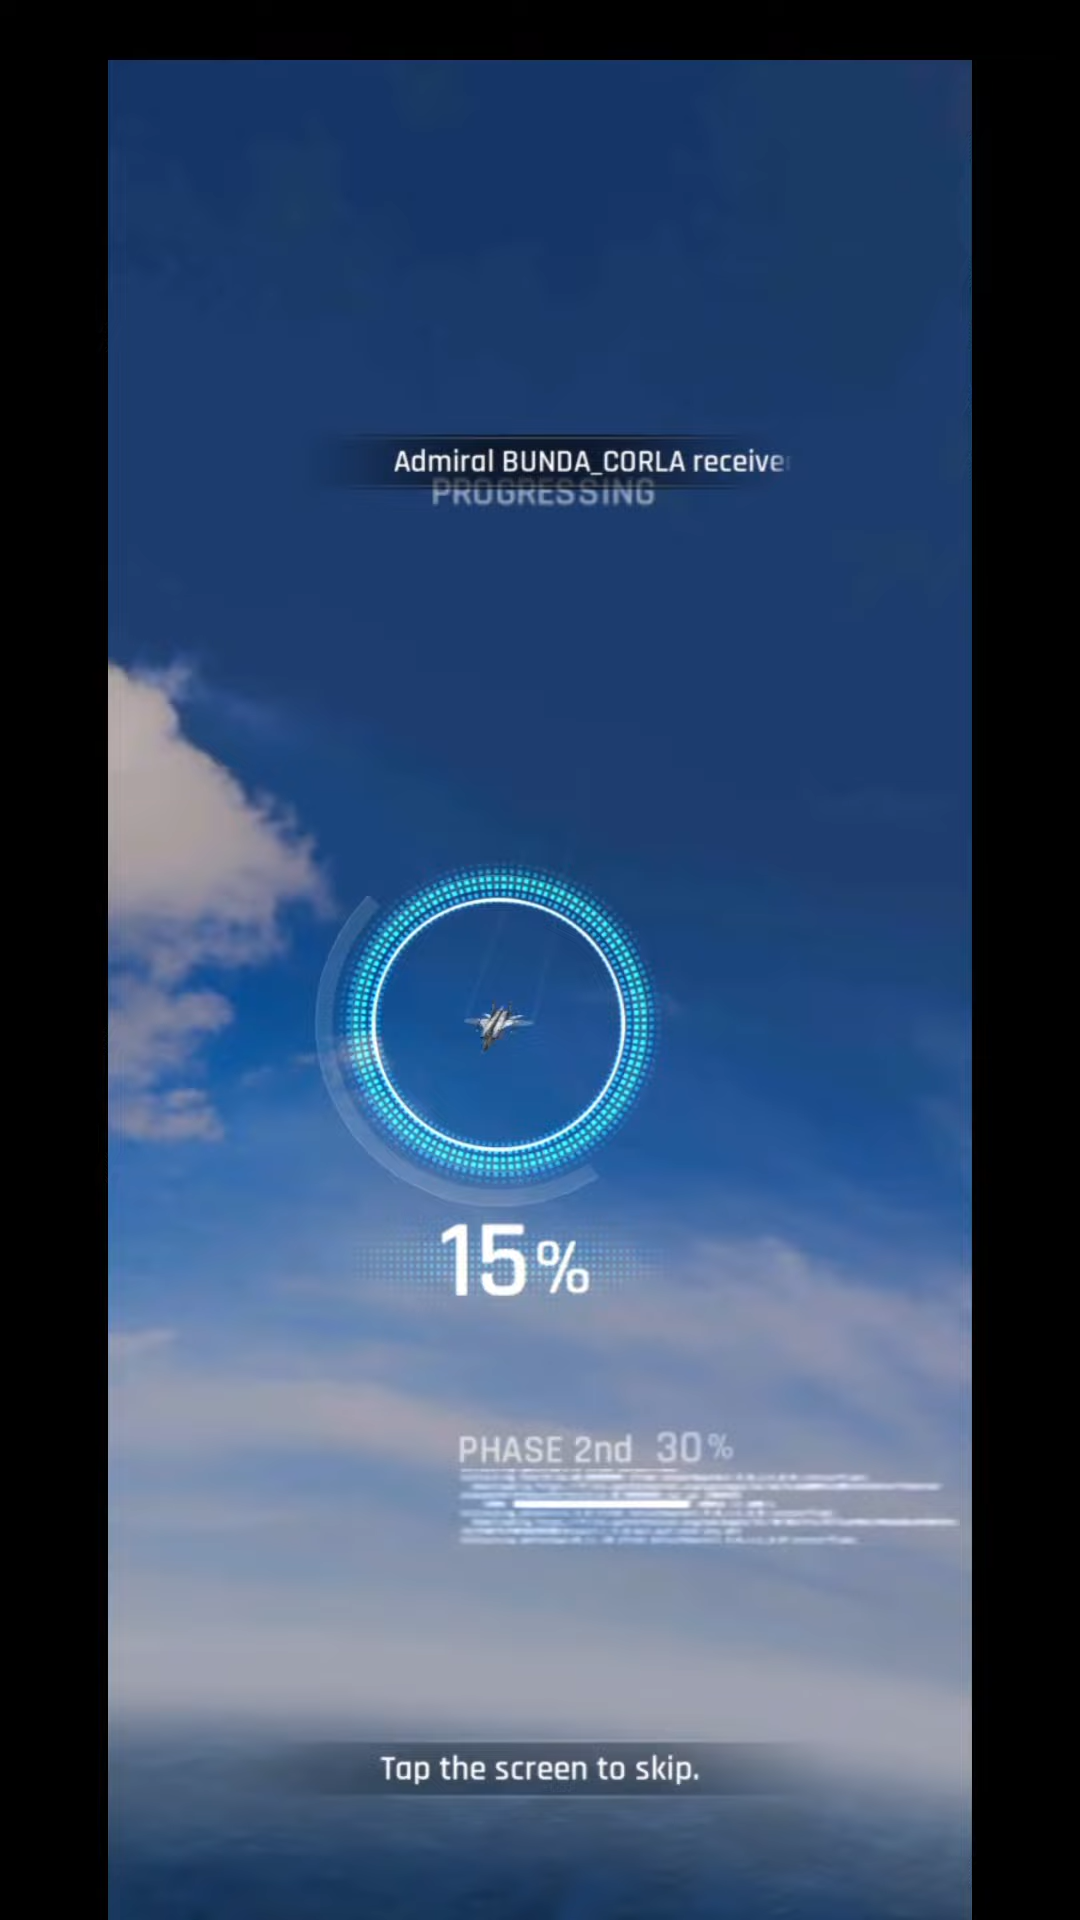 Admiral BUNDA_CORLA receive
PROGRESSING
15%
PHASE 2nd 30%
Tap the screen to skip.